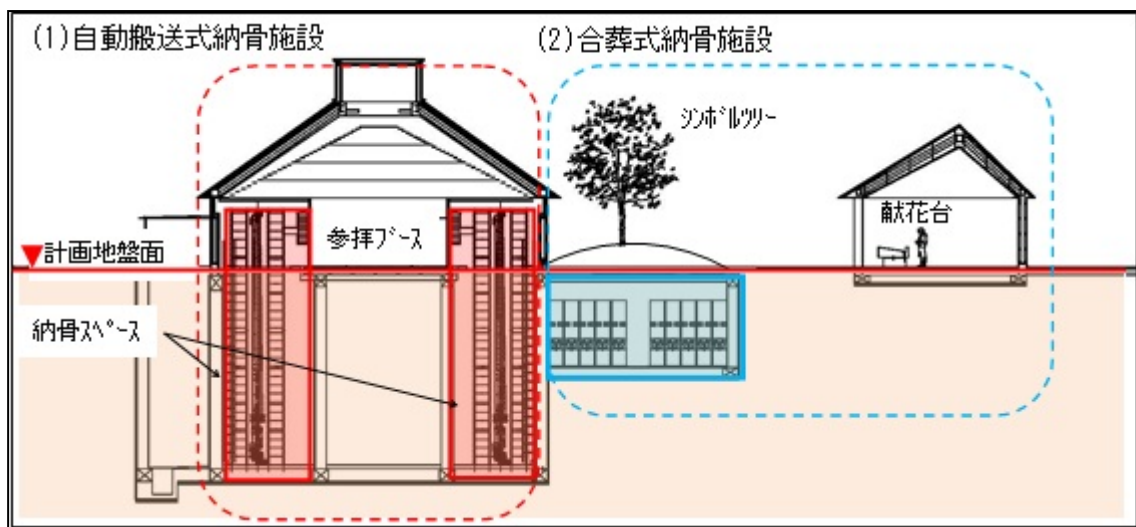 (1)自動搬送式納骨施設
(2)合葬式納骨施設
ｼﾝﾎﾞﾙﾂﾘｰ
献花台
参拝ﾌﾞｰｽ
▼計画地盤面
納骨ｽﾍﾟｰｽ